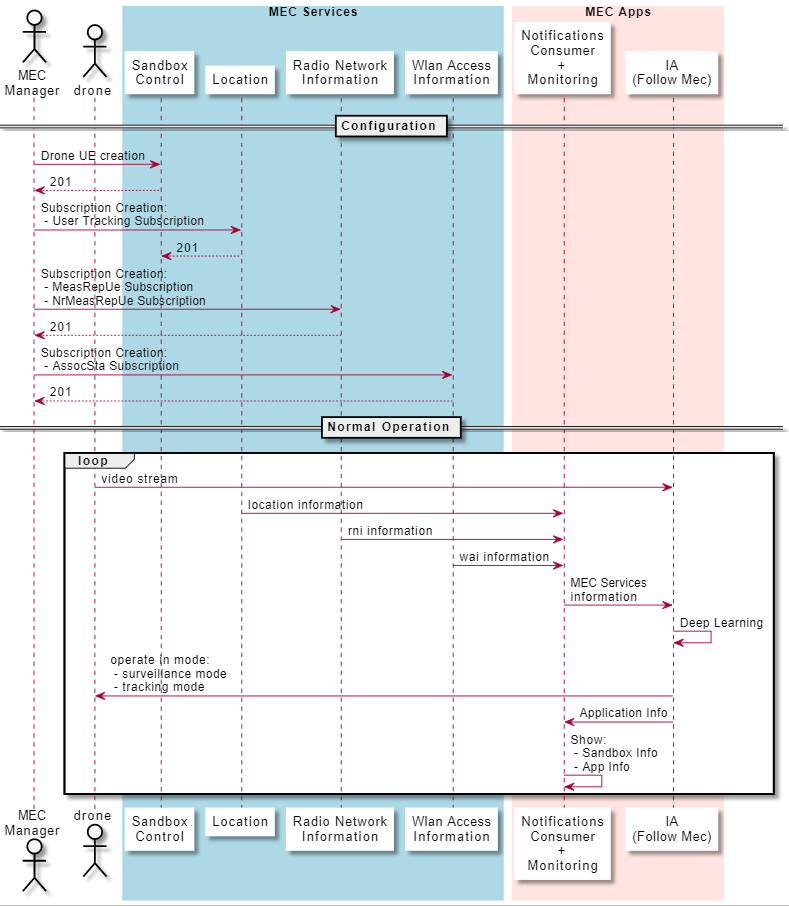 MEC Services
MEC Apps
MEC
Manager
drone
Sandbox
Control
Location
Radio Network
Information
Wlan Access
Information
Notifications
Consumer
+
Monitoring
IA
(Follow Mec)
Configuration
Drone UE creation
201
Subscription Creation:
- User Tracking Subscription
201
Subscription Creation:
- MeasRepUe Subscription
- NrMeasRepUe Subscription
201
Subscription Creation:
- AssocSta Subscription
201
Normal Operation
loop
video stream
location information
rni information
wai information
MEC Services
information
Deep Learning
operate in mode:
- surveillance mode
- tracking mode
Application Info
Show:
- Sandbox Info
- App Info
MEC
Manager
drone
Sandbox
Control
Location
Radio Network
Information
Wlan Access
Information
Notifications
Consumer
+
Monitoring
IA
(Follow Mec)